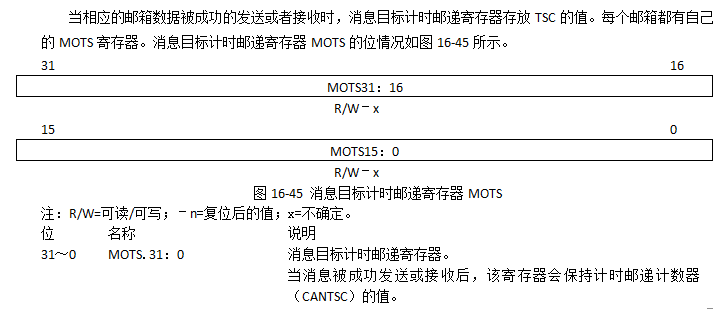 当相应的邮箱数据被成功的发送或者接收时，消息目标计时邮递寄存器存放 TSC 的值。每个邮箱都有自己
的 MOTS 寄存器。消息目标计时邮递寄存器 MOTS 的位情况如图 16-45 所示。
31 16
MOTS31：16
R/W－x
15 0
MOTS15：0
R/W－x
图 16-45 消息目标计时邮递寄存器 MOTS
注：R/W=可读/可写；－n=复位后的值；x=不确定。
位 名称 说明
31～0 MOTS.31：0 消息目标计时邮递寄存器。
当消息被成功发送或接收后，该寄存器会保持计时邮递计数器
（CANTSC）的值。